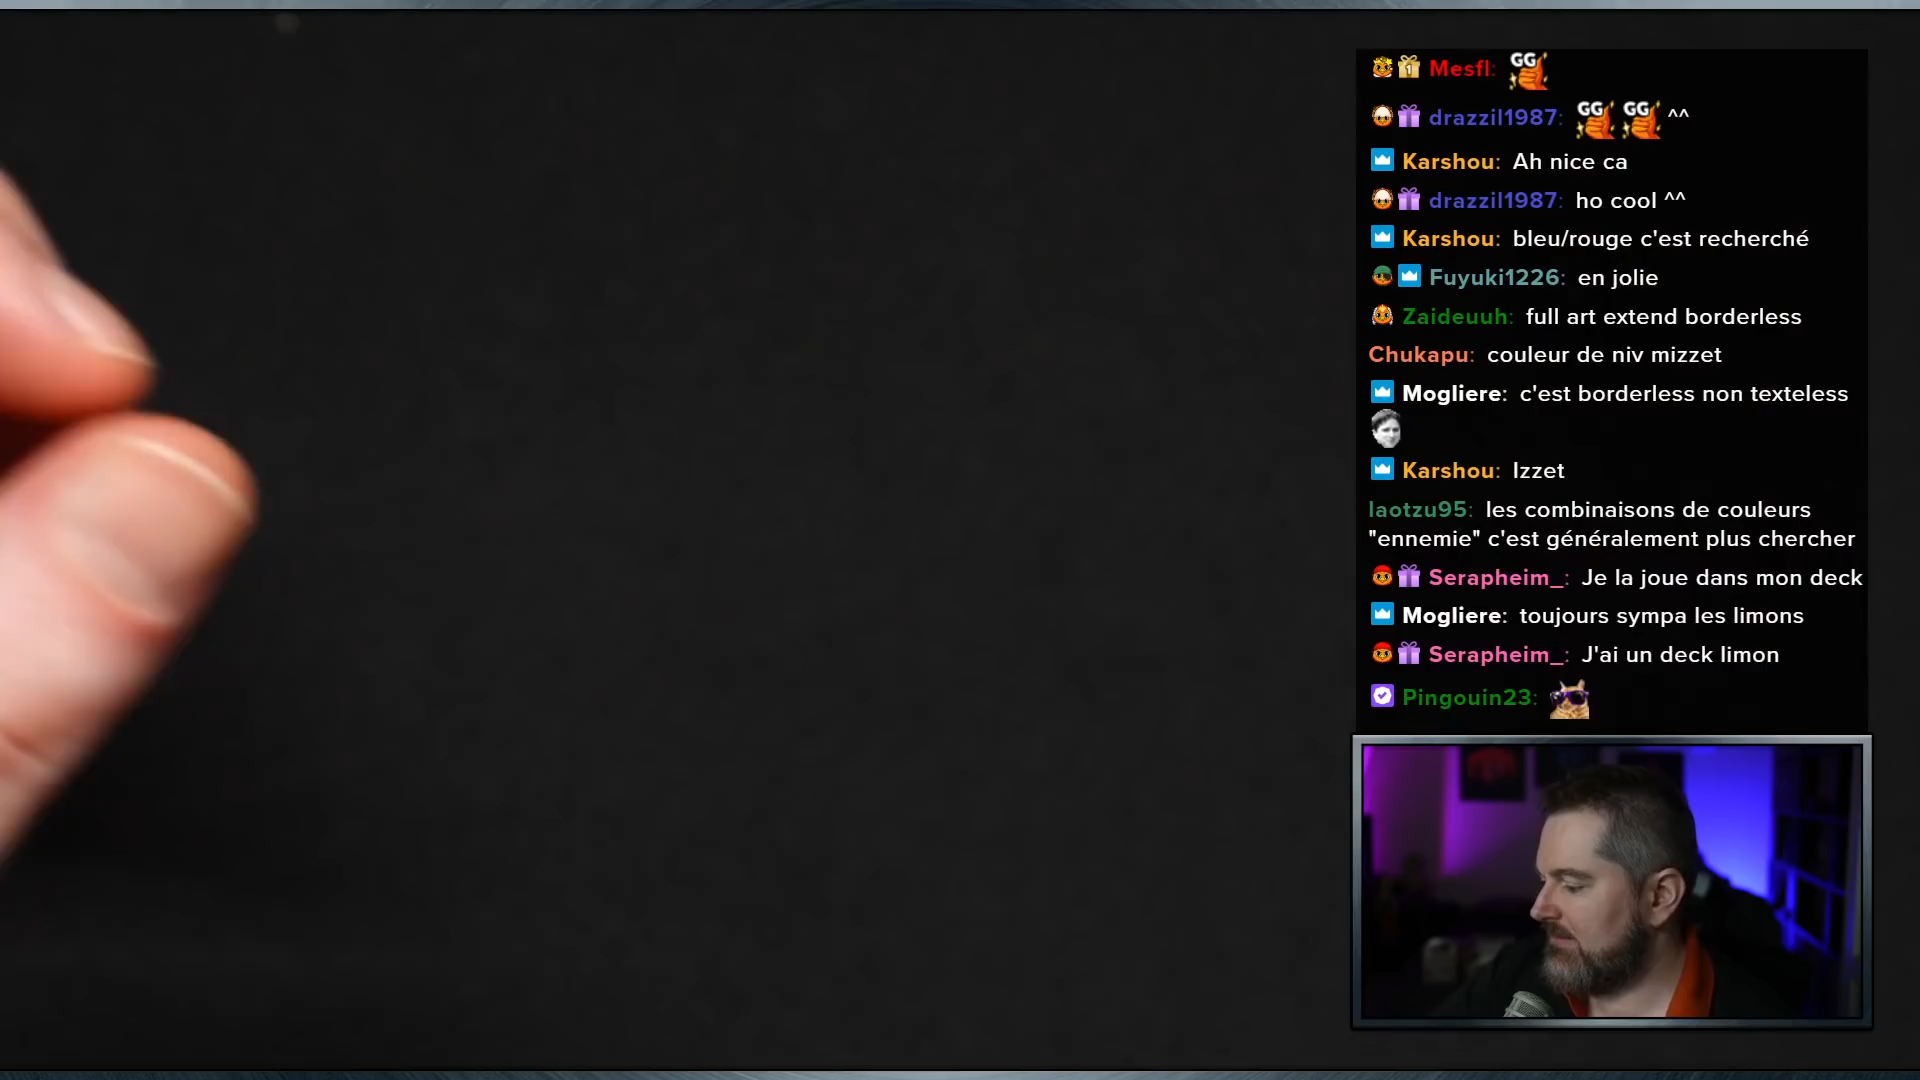 Mesfl: GG
drazzil1987: GG GG ^^
Karshou: Ah nice ca
drazzil1987: ho cool ^^
Karshou: bleu/rouge c'est recherché
Fuyuki1226: en jolie
Zaideuuh: full art extend borderless
Chukapu: couleur de niv mizzet
Mogliere: c'est borderless non texteless
Karshou: Izzet
laotzu95: les combinaisons de couleurs
"ennemie" c'est généralement plus chercher
Serapheim_: Je la joue dans mon deck
Mogliere: toujours sympa les limons
Serapheim_: J'ai un deck limon
Pingouin23: